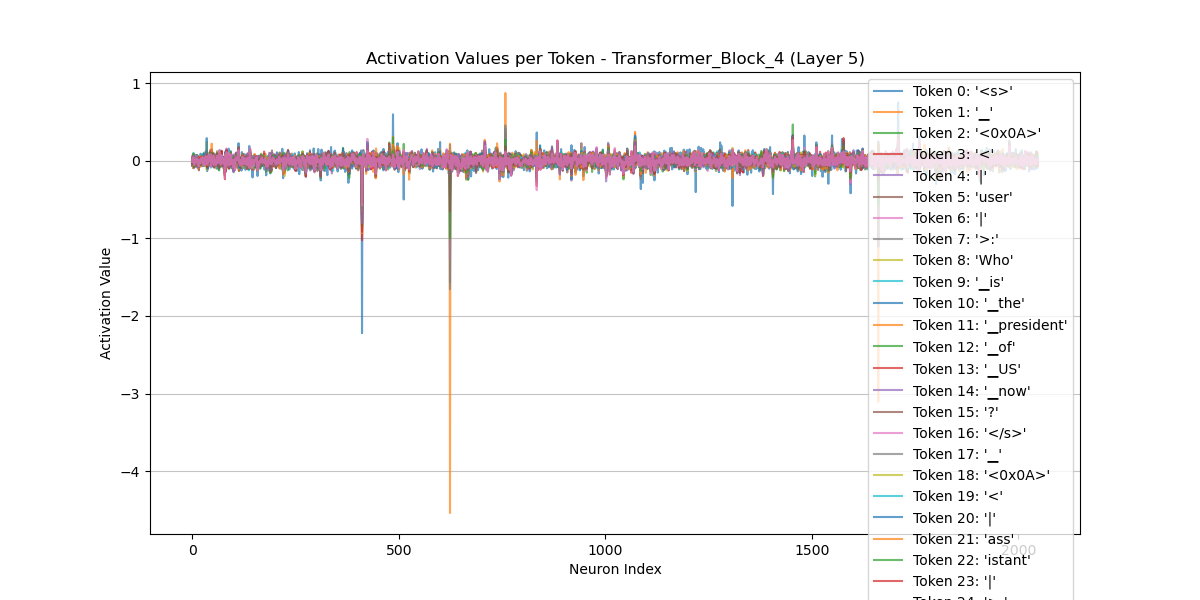 Activation Values per Token - Transformer_Block_4 (Layer 5)
Activation Value
1
0
−1
−2
−3
−4
0
500
1000
1500
2000
Neuron Index
Token 0: '<s>'
Token 1: '▁'
Token 2: '<0x0A>'
Token 3: '<'
Token 4: '|'
Token 5: 'user'
Token 6: '|'
Token 7: '>:'
Token 8: 'Who'
Token 9: '▁is'
Token 10: '▁the'
Token 11: '▁president'
Token 12: '▁of'
Token 13: '▁US'
Token 14: '▁now'
Token 15: '?'
Token 16: '</s>'
Token 17: '▁'
Token 18: '<0x0A>'
Token 19: '<'
Token 20: '|'
Token 21: 'ass'
Token 22: 'istant'
Token 23: '|'